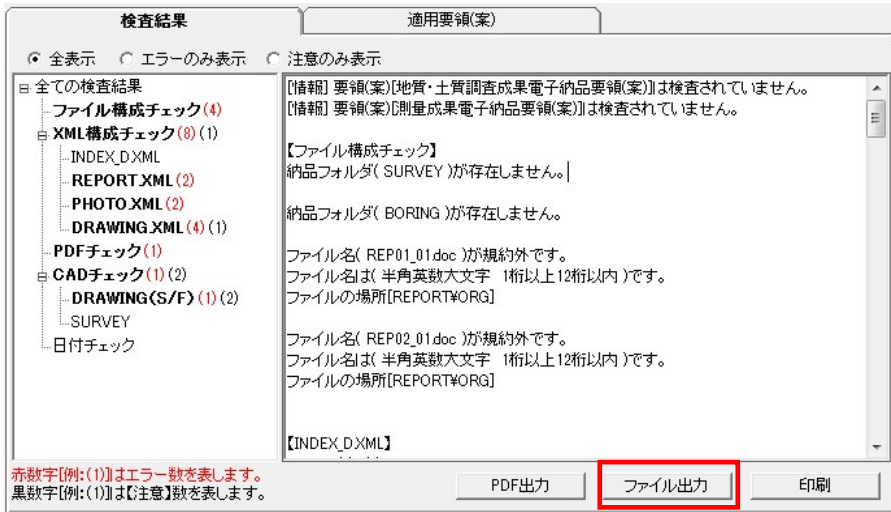 検査結果
適用要領(案)
全表示
エラーのみ表示
注意のみ表示
全ての検査結果
ファイル構成チェック(4)
XML構成チェック(8)(1)
INDEX_D.XML
REPORT.XML(2)
PHOTO.XML(2)
DRAWING.XML(4)(1)
PDFチェック(1)
CADチェック(1)(2)
DRAWING(S/F)(1)(2)
SURVEY
日付チェック
[情報] 要領(案)[地質・土質調査成果電子納品要領(案)]は検査されていません。
[情報] 要領(案)[測量成果電子納品要領(案)]は検査されていません。
【ファイル構成チェック】
納品フォルダ( SURVEY )が存在しません。
納品フォルダ( BORING )が存在しません。
ファイル名( REP01_01.doc )が規約外です。
ファイル名は( 半角英数大文字 1桁以上12桁以内 )です。
ファイルの場所[REPORT¥ORG]
ファイル名( REP02_01.doc )が規約外です。
ファイル名は( 半角英数大文字 1桁以上12桁以内 )です。
ファイルの場所[REPORT¥ORG]
【INDEX_D.XML】
赤数字[例:(1)]はエラー数を表します。
黒数字[例:(1)]は【注意】数を表します。
PDF出力
ファイル出力
印刷